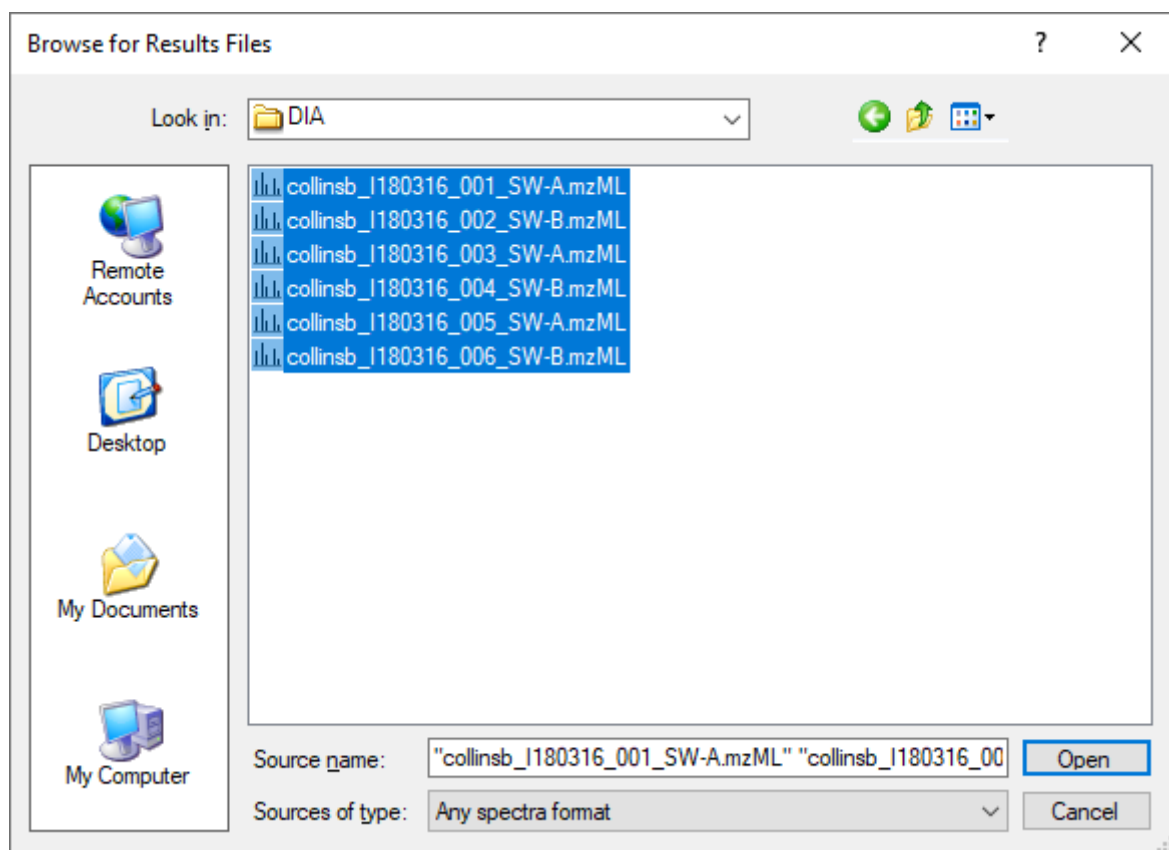 Browse for Results Files
?
Look in:
DIA
Remote
Accounts
Desktop
My Documents
My Computer
collinsb_I180316_001_SW-A.mzML
collinsb_I180316_002_SW-B.mzML
collinsb_I180316_003_SW-A.mzML
collinsb_I180316_004_SW-B.mzML
collinsb_I180316_005_SW-A.mzML
collinsb_I180316_006_SW-B.mzML
Source name:
"collinsb_I180316_001_SW-A.mzML" "collinsb_I180316_00
Open
Sources of type:
Any spectra format
Cancel